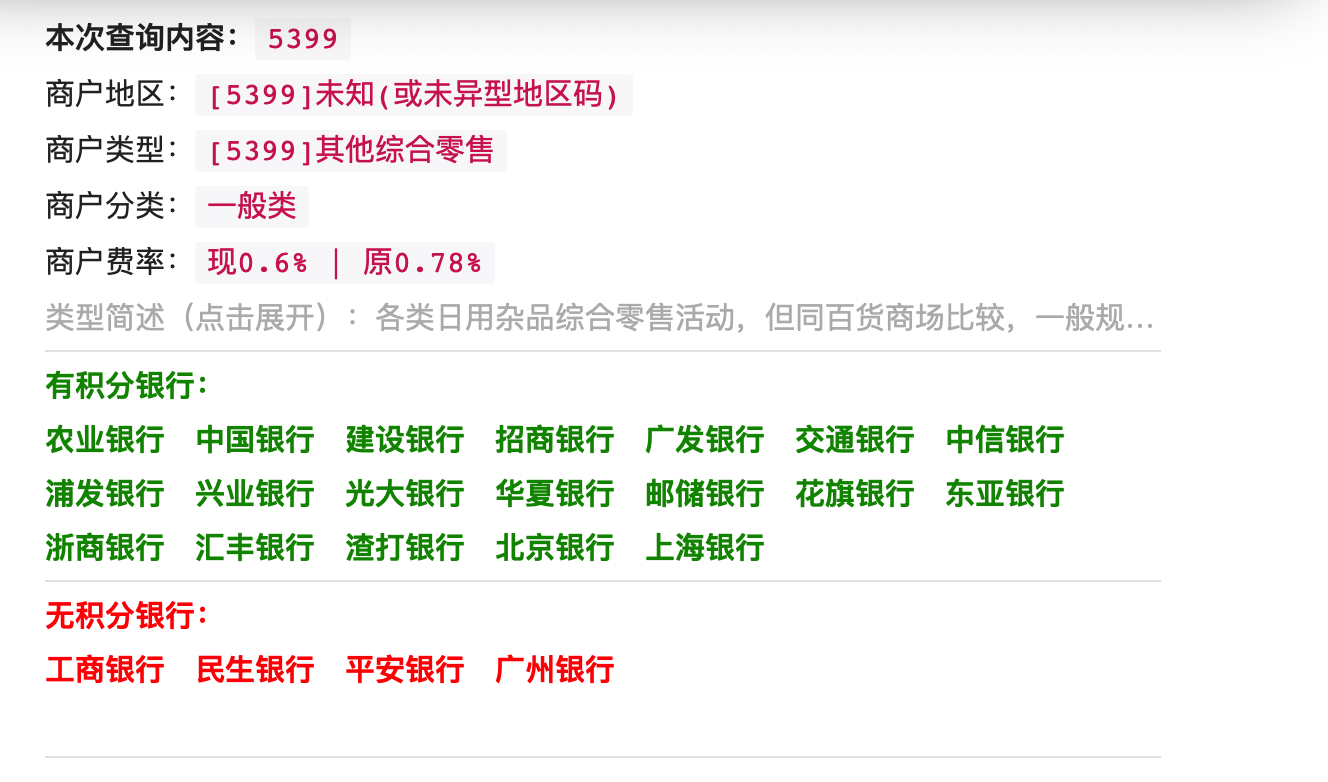 本次查询内容： 5399
商户地区： [5399]未知(或未异型地区码)
商户类型： [5399]其他综合零售
商户分类： 一般类
商户费率： 现0.6% | 原0.78%
类型简述（点击展开）：各类日用杂品综合零售活动，但同百货商场比较，一般规...
有积分银行：
农业银行 中国银行 建设银行 招商银行 广发银行 交通银行 中信银行
浦发银行 兴业银行 光大银行 华夏银行 邮储银行 花旗银行 东亚银行
浙商银行 汇丰银行 渣打银行 北京银行 上海银行
无积分银行：
工商银行 民生银行 平安银行 广州银行